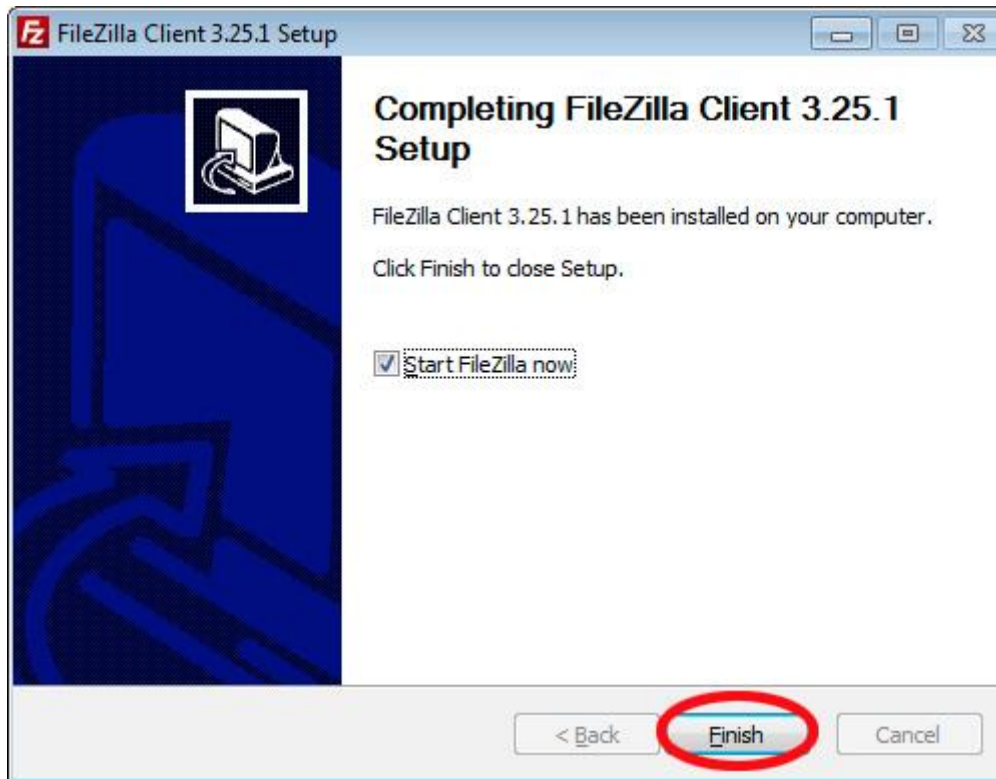 FileZilla Client 3.25.1 Setup
Completing FileZilla Client 3.25.1
Setup
FileZilla Client 3.25.1 has been installed on your computer.
Click Finish to close Setup.
Start FileZilla now
< Back
Finish
Cancel